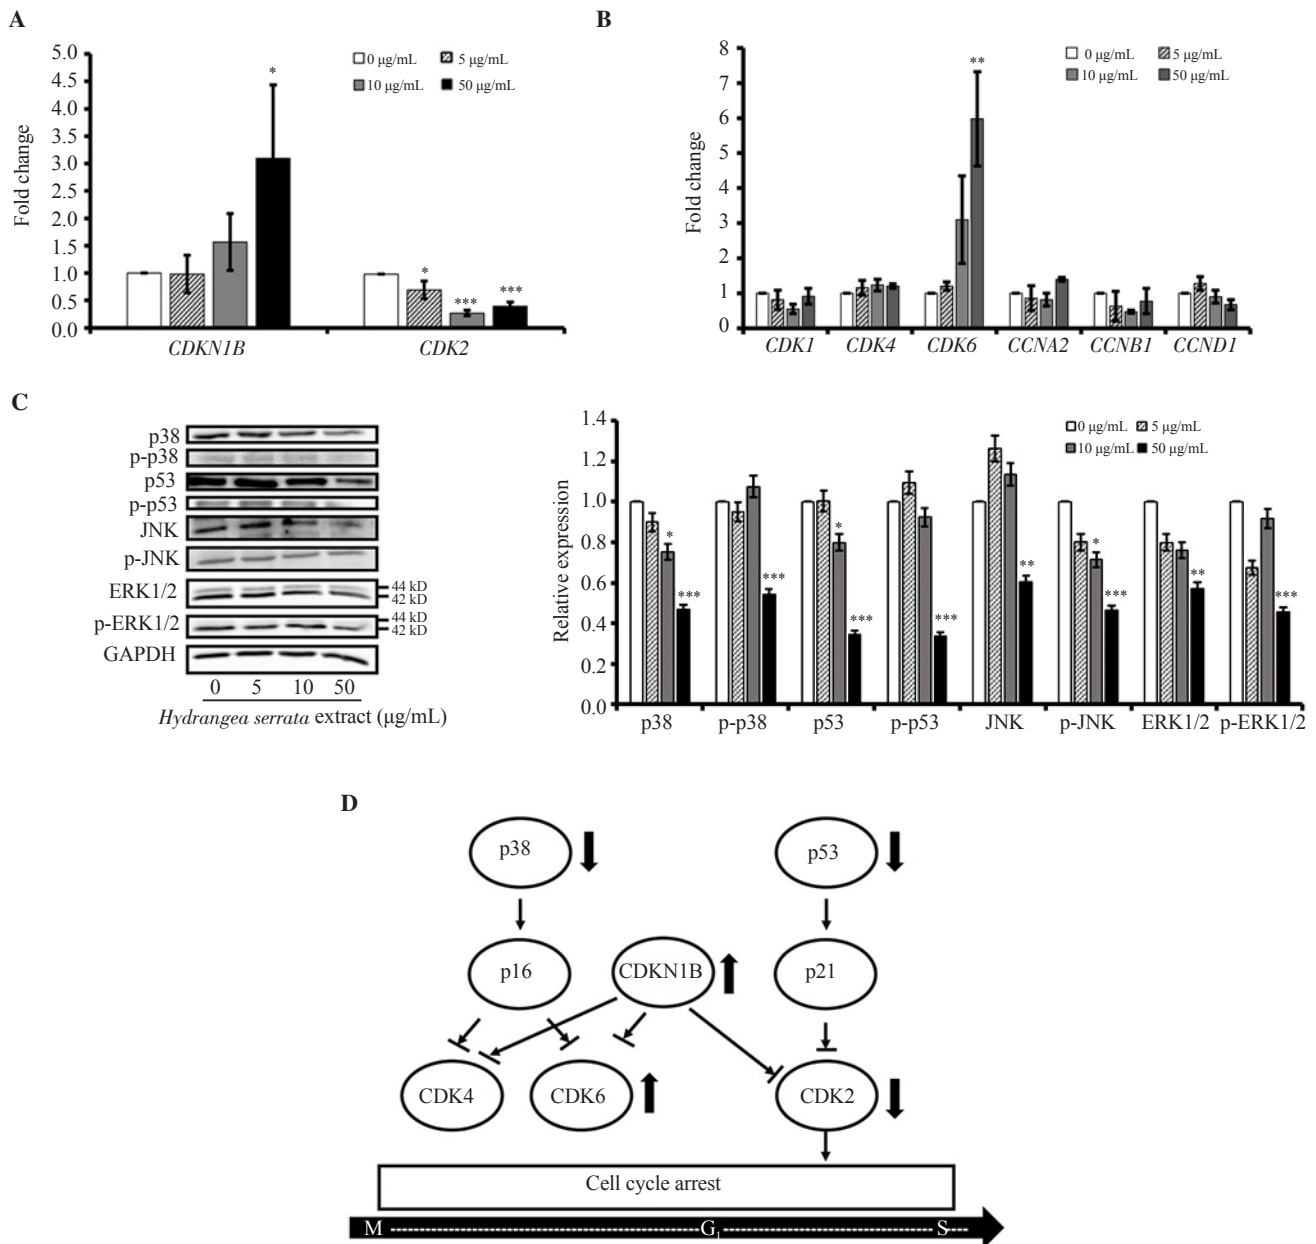 A
5.0
4.5
4.0
3.5
3.0
2.5
2.0
1.5
1.0
0.5
0.0
Fold change
0 μg/mL
5 μg/mL
10 μg/mL
50 μg/mL
*
*
***
***
CDKN1B
CDK2
B
8
7
6
5
4
3
2
1
0
Fold change
0 μg/mL
5 μg/mL
10 μg/mL
50 μg/mL
**
CDK1
CDK4
CDK6
CCNA2
CCNB1
CCND1
C
p38
p-p38
p53
p-p53
JNK
p-JNK
ERK1/2
44 kD
42 kD
p-ERK1/2
44 kD
42 kD
GAPDH
0 5 10 50
Hydrangea serrata extract (μg/mL)
1.4
1.2
1.0
0.8
0.6
0.4
0.2
0.0
Relative expression
0 μg/mL
5 μg/mL
10 μg/mL
50 μg/mL
*
***
***
*
***
***
**
*
***
**
***
p38
p-p38
p53
p-p53
JNK
p-JNK
ERK1/2
p-ERK1/2
D
p38
p53
p16
CDKN1B
p21
CDK4
CDK6
CDK2
Cell cycle arrest
M G1 S